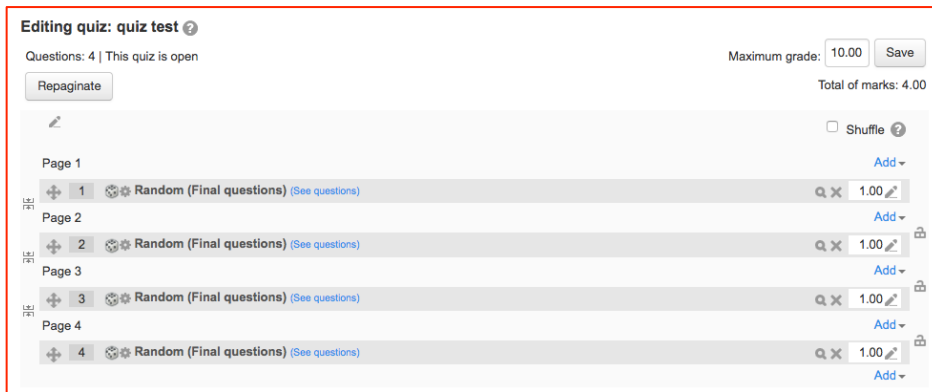 Editing quiz: quiz test ?
Questions: 4 | This quiz is open
Maximum grade: 10.00 Save
Repaginate
Total of marks: 4.00
Shuffle ?
Page 1
Add
1 Random (Final questions) (See questions) 1.00
Page 2
Add
2 Random (Final questions) (See questions) 1.00
Page 3
Add
3 Random (Final questions) (See questions) 1.00
Page 4
Add
4 Random (Final questions) (See questions) 1.00
Add